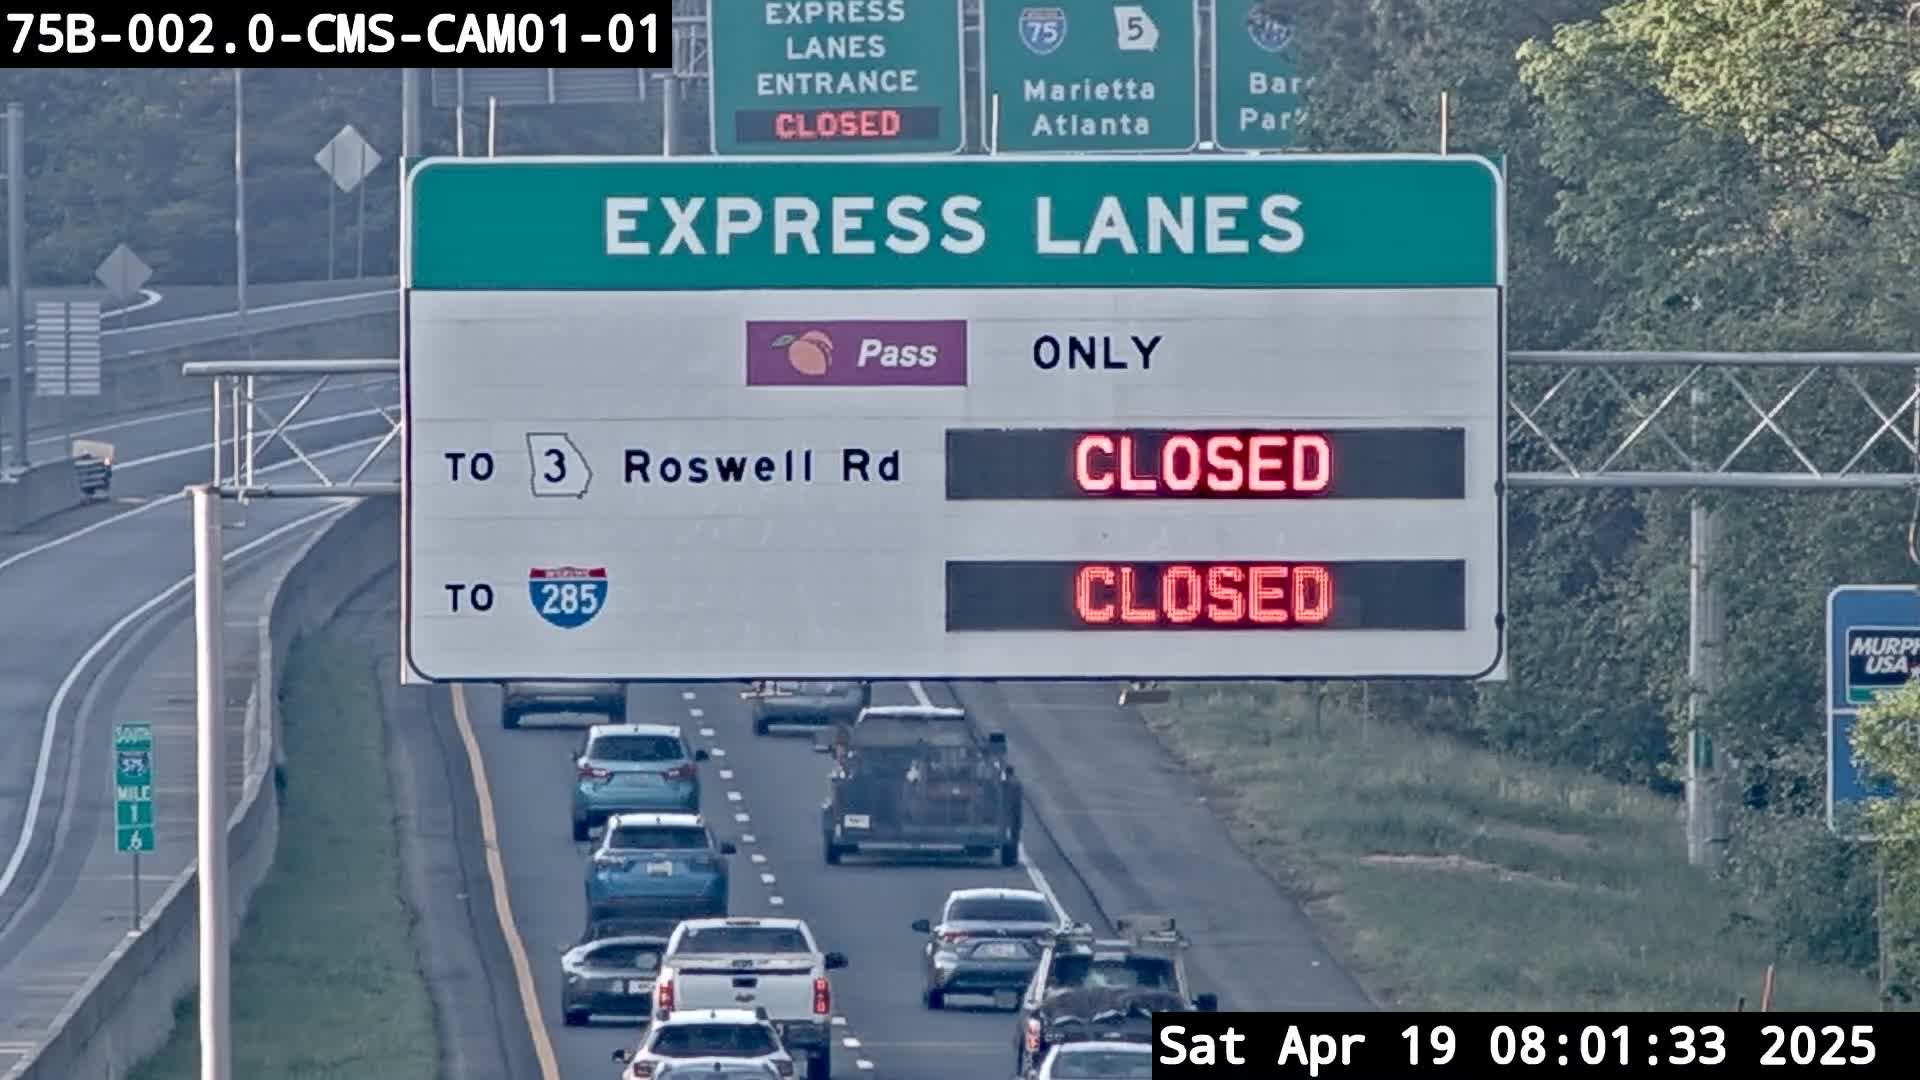 75B-002.0-CMS-CAM01-01
EXPRESS
LANES
ENTRANCE
CLOSED
75
5
Marietta
Atlanta
EXPRESS LANES
Pass ONLY
TO 3 Roswell Rd CLOSED
TO INTERSTATE 285 CLOSED
USA
SOUTH
575
MILE
1
.6
Sat Apr 19 08:01:33 2025